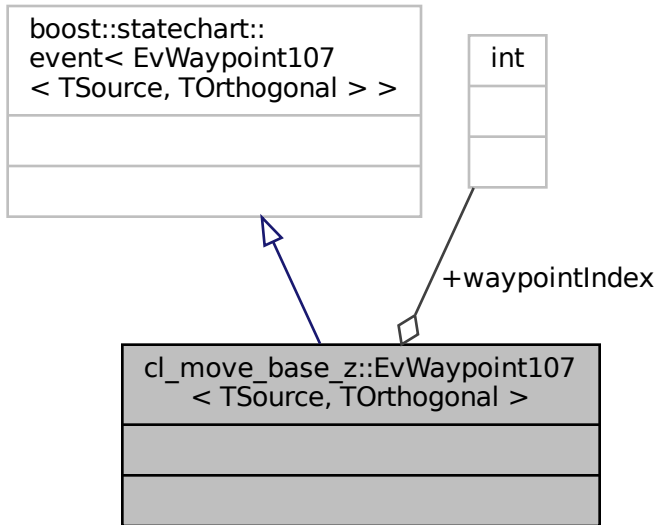 boost::statechart::
event< EvWaypoint107
< TSource, TOrthogonal > >
int
+waypointIndex
cl_move_base_z::EvWaypoint107
< TSource, TOrthogonal >